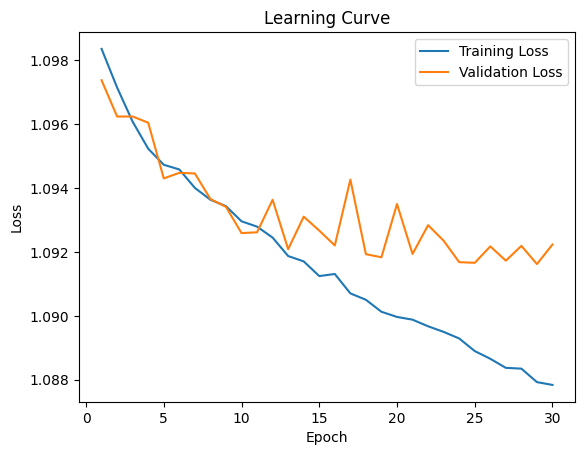 Learning Curve
Training Loss
Validation Loss
1.098
1.096
1.094
1.092
1.090
1.088
Loss
0 5 10 15 20 25 30
Epoch